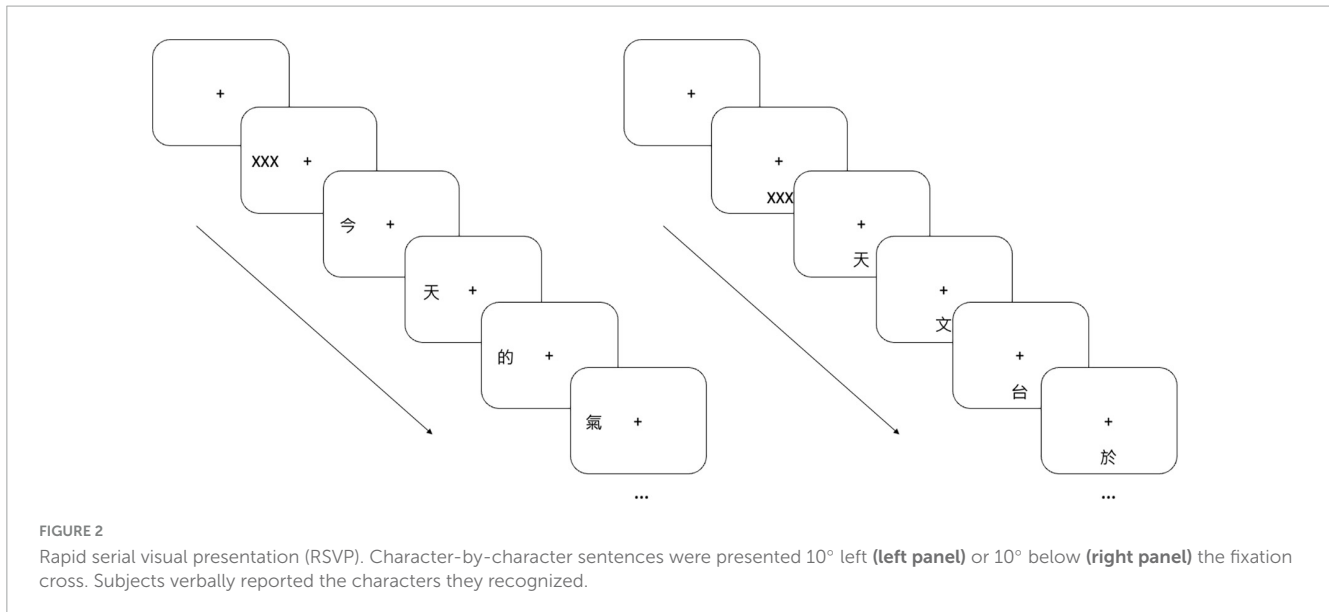 +
XXX +
今 +
天 +
的 +
氣 +
...
+
+
XXX
+
天
+
文
+
台
+
於
...
FIGURE 2
Rapid serial visual presentation (RSVP). Character-by-character sentences were presented 10° left (left panel) or 10° below (right panel) the fixation
cross. Subjects verbally reported the characters they recognized.